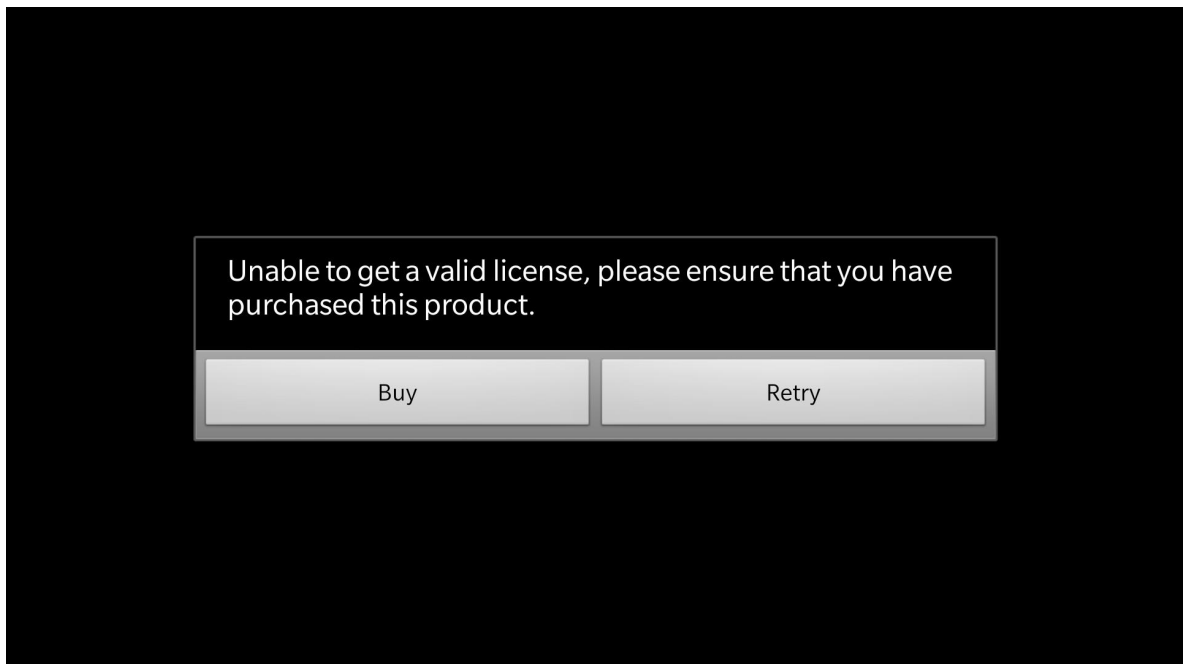 Unable to get a valid license, please ensure that you have
purchased this product.
Buy
Retry